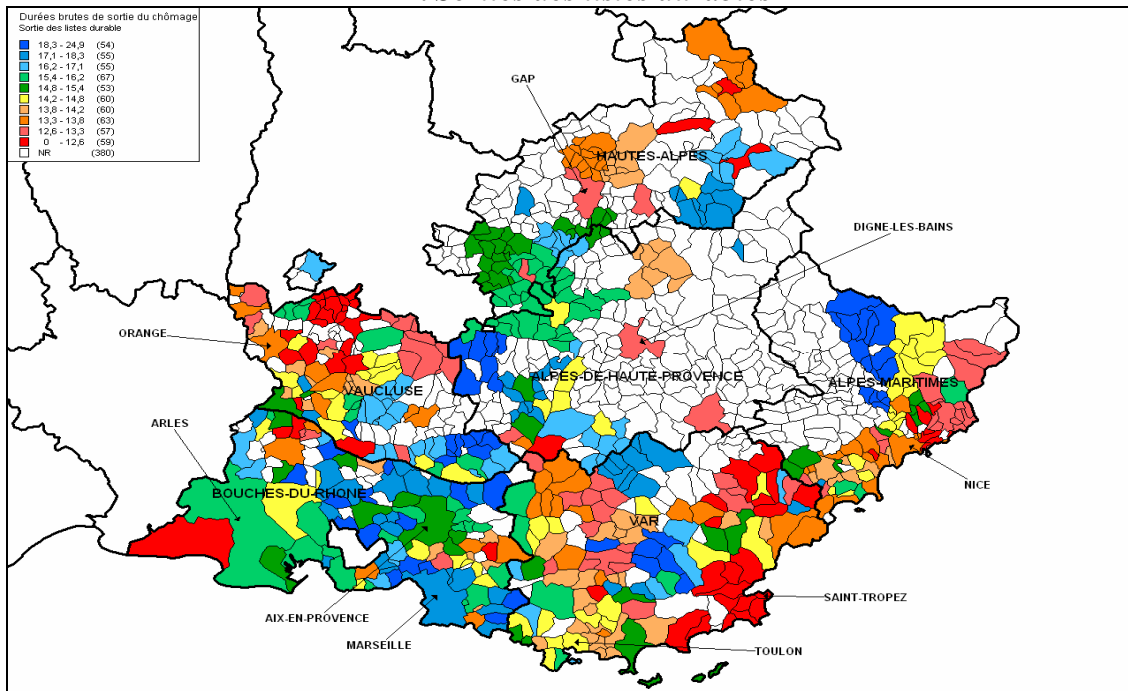 Durées brutes de sortie du chômage
Sortie des listes durable
18,3 - 24,9 (54)
17,1 - 18,3 (55)
16,2 - 17,1 (55)
15,4 - 16,2 (67)
14,8 - 15,4 (53)
14,2 - 14,8 (60)
13,8 - 14,2 (60)
13,3 - 13,8 (63)
12,6 - 13,3 (57)
0 - 12,6 (59)
NR (380)
GAP
HAUTES-ALPES
DIGNE-LES-BAINS
ORANGE
VAUCLUSE
ALPES-DE-HAUTE-PROVENCE
ALPES-MARITIMES
ARLES
BOUCHES-DU-RHONE
NICE
VAR
SAINT-TROPEZ
AIX-EN-PROVENCE
MARSEILLE
TOULON